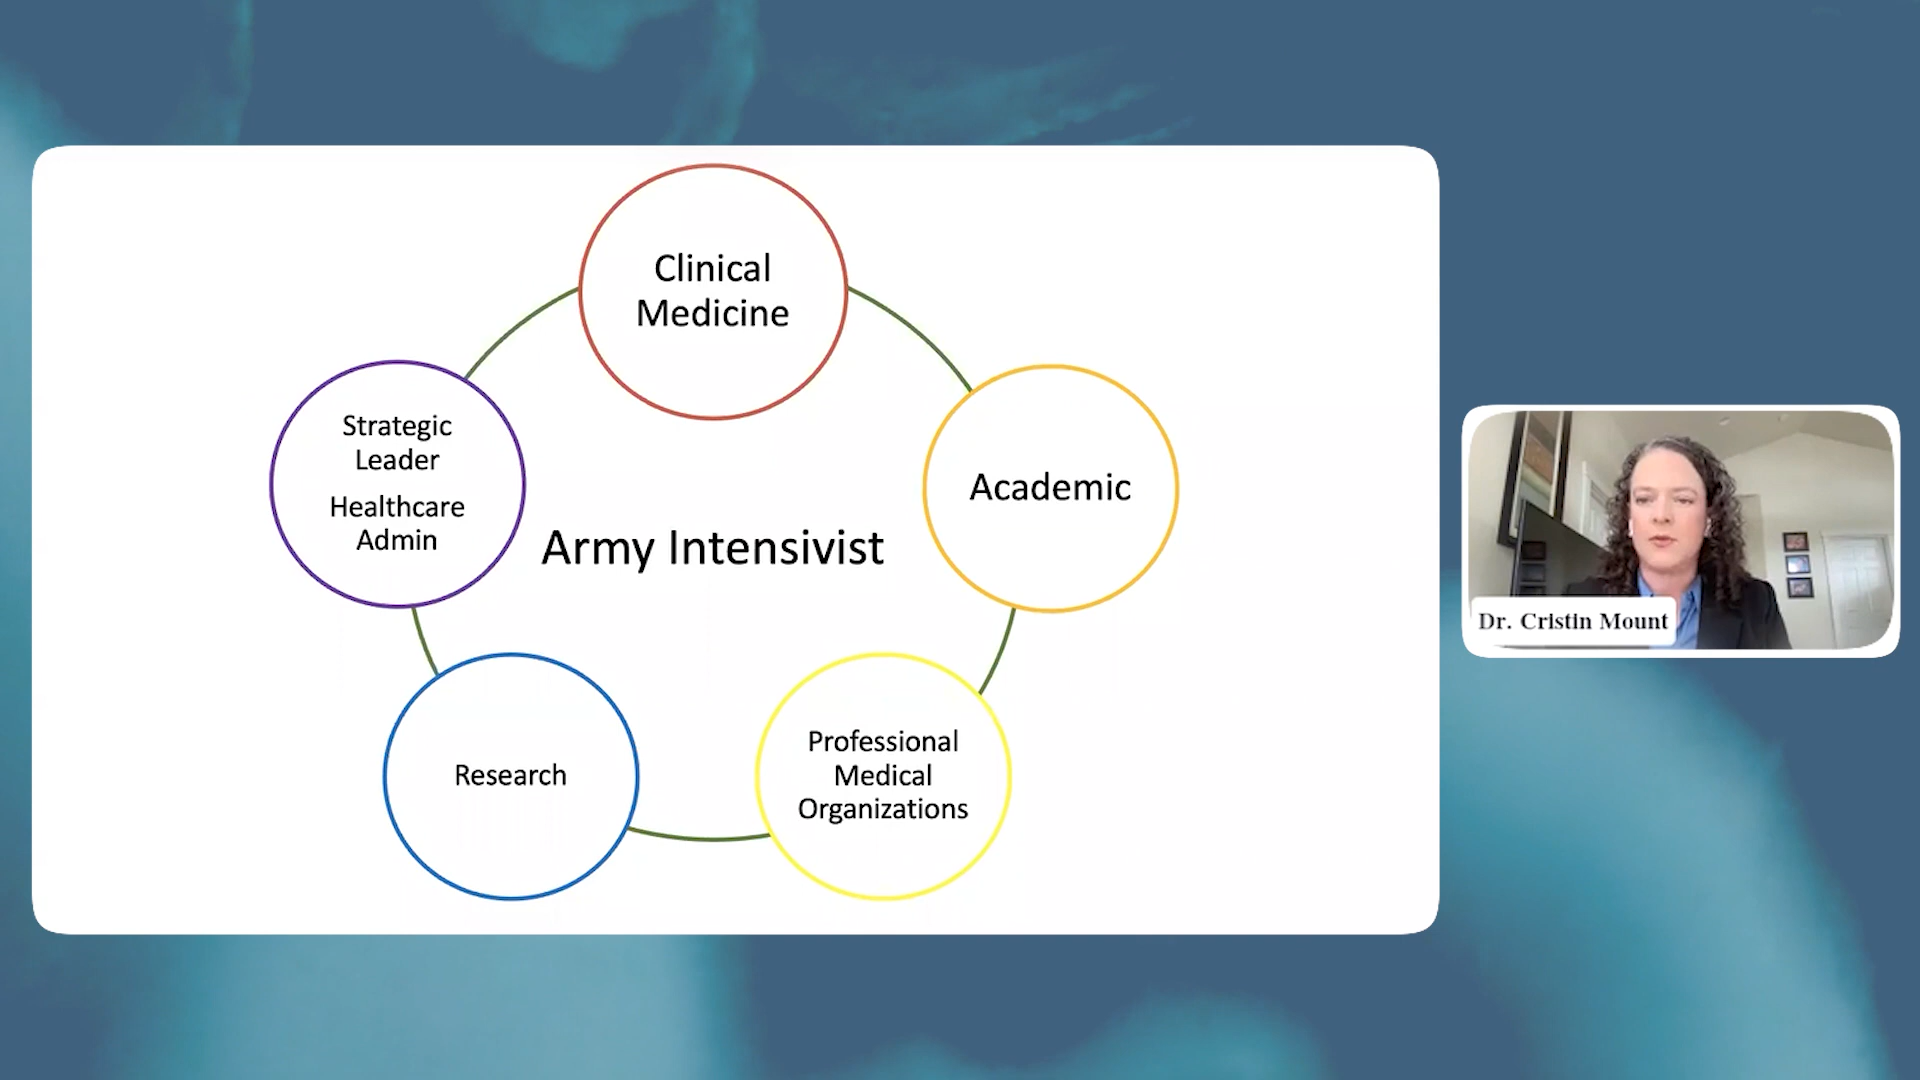 Clinical
Medicine
Strategic
Leader
Healthcare
Admin
Academic
Army Intensivist
Research
Professional
Medical
Organizations
Dr. Cristin Mount